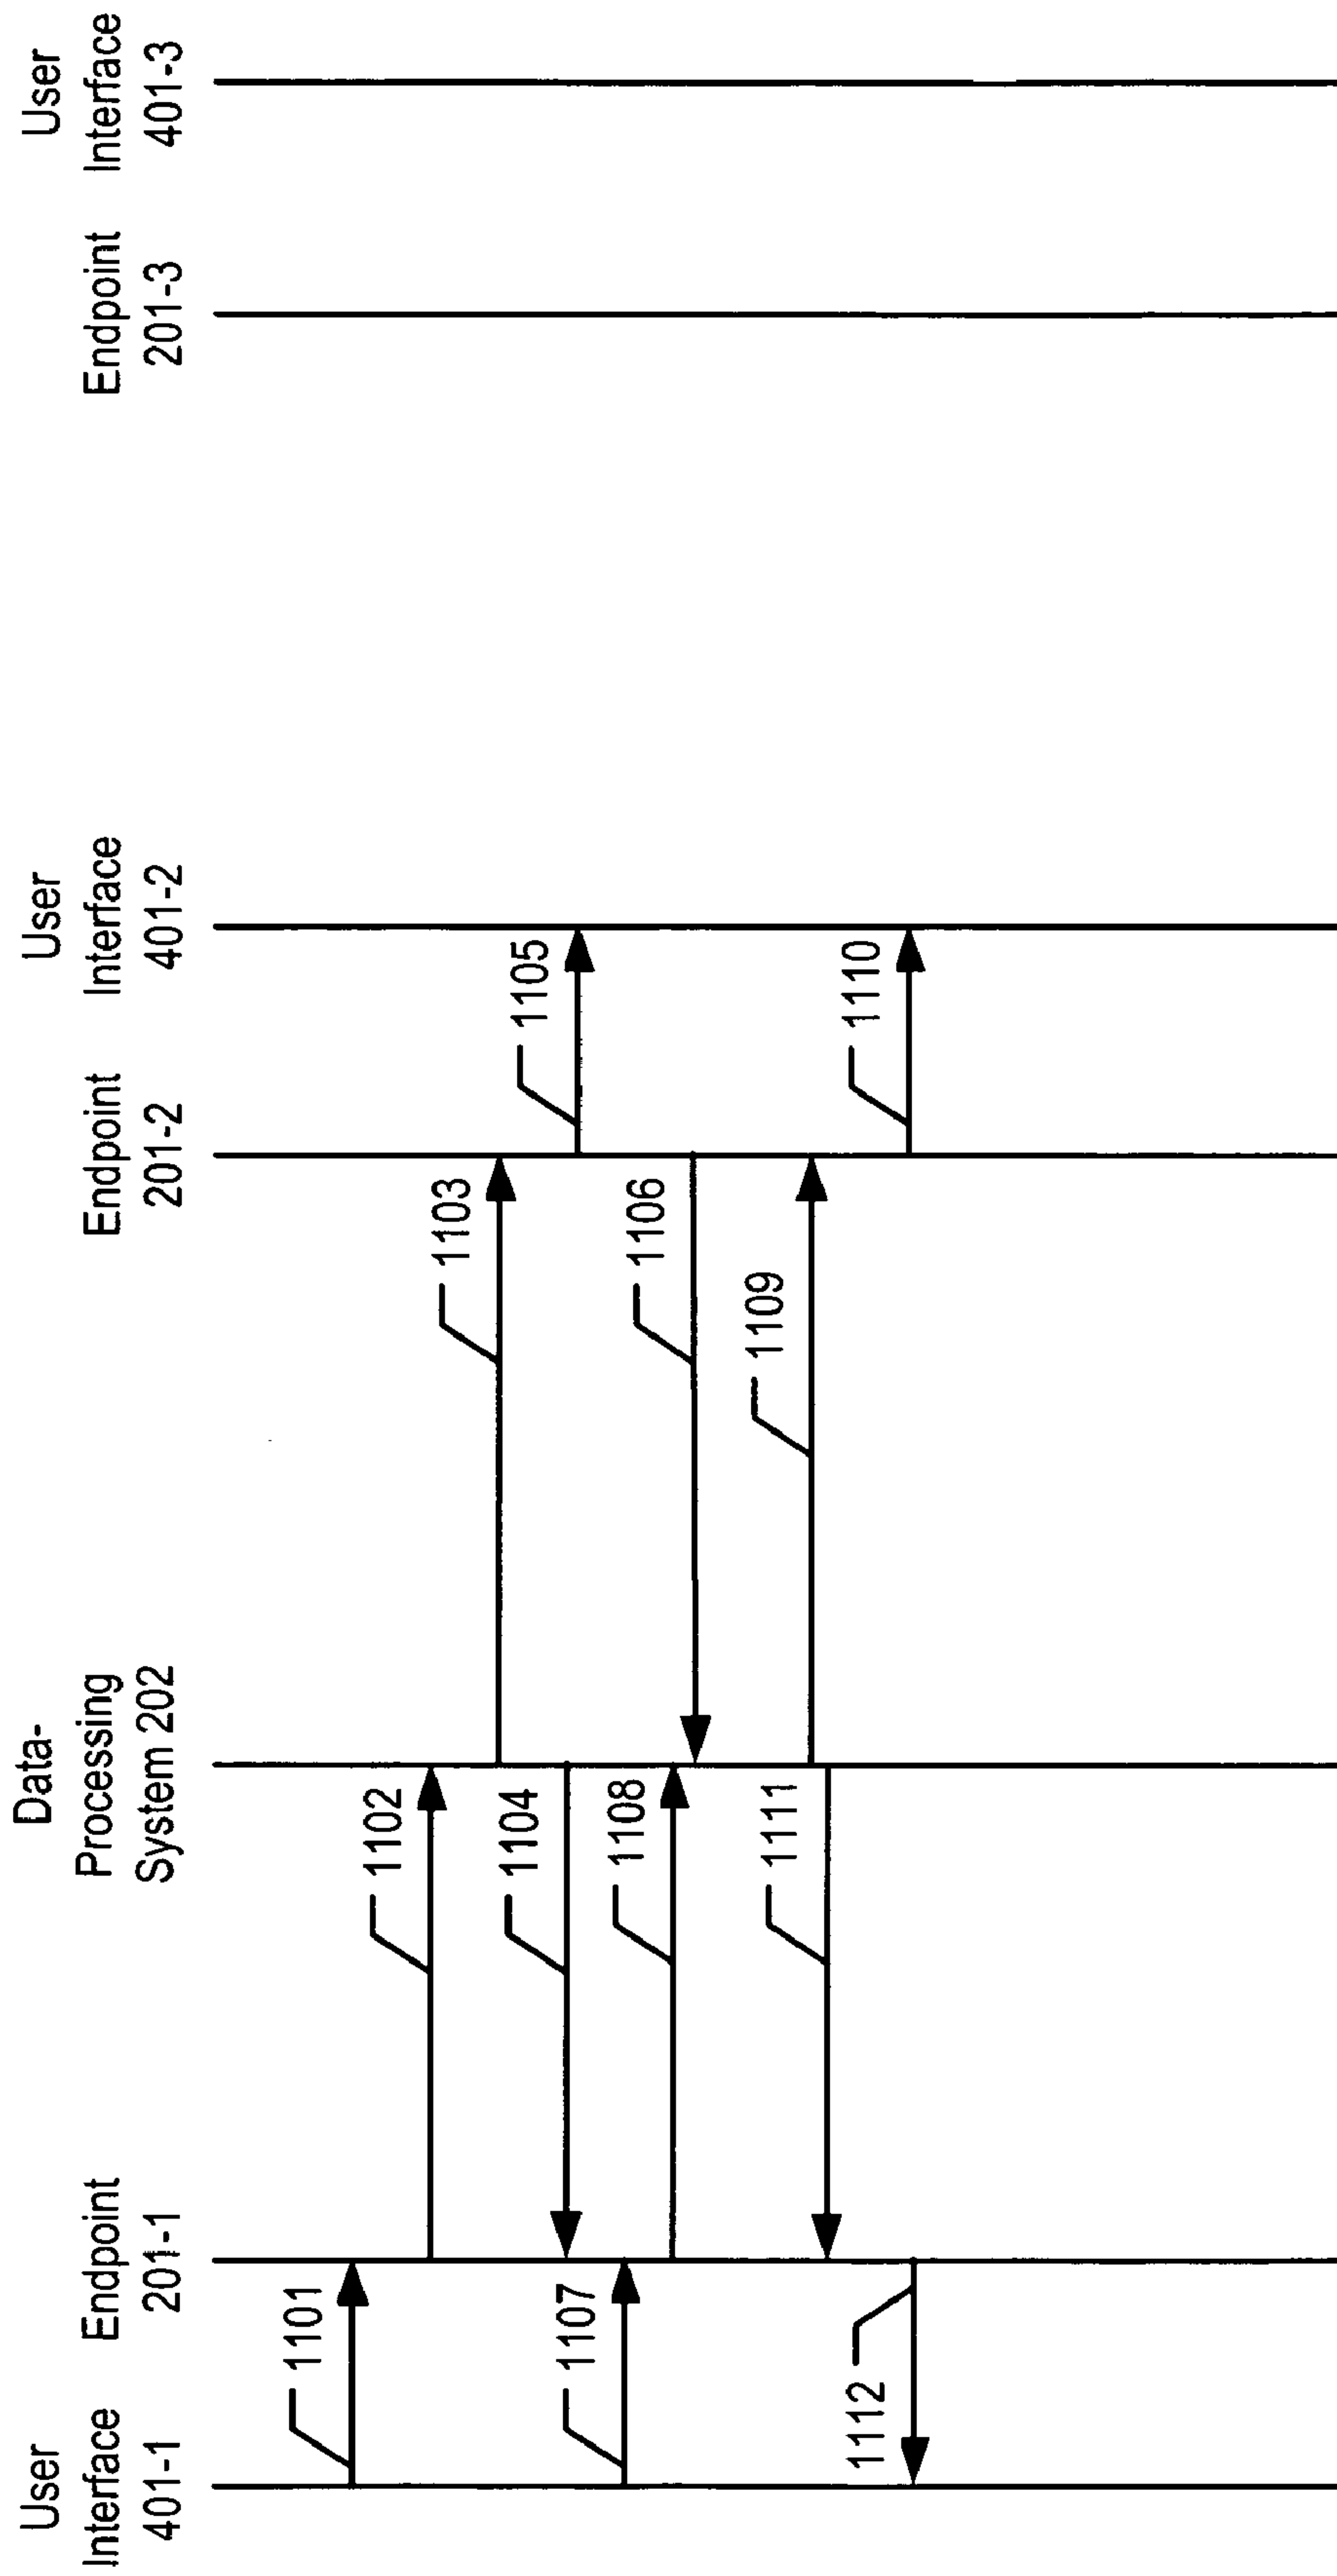 User
Interface
401-1
Endpoint
201-1
Data-
Processing
System 202
Endpoint
201-2
User
Interface
401-2
Endpoint
201-3
User
Interface
401-3
1101
1102
1103
1104
1105
1107
1108
1106
1109
1111
1112
1110